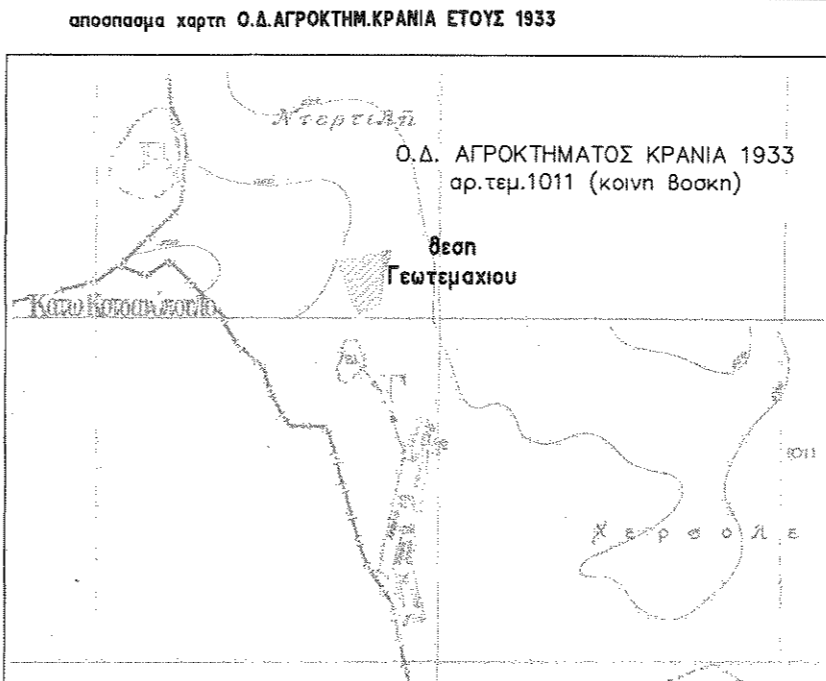 αποσπασμα χαρτη Ο.Δ.ΑΓΡΟΚΤΗΜ.ΚΡΑΝΙΑ ΕΤΟΥΣ 1933
Ντερτιλῆ
Ο.Δ. ΑΓΡΟΚΤΗΜΑΤΟΣ ΚΡΑΝΙΑ 1933
αρ.τεμ.1011 (κοινη βοσκη)
θεση
Γεωτεμαχιου
Κατω
1011
Χερσολε